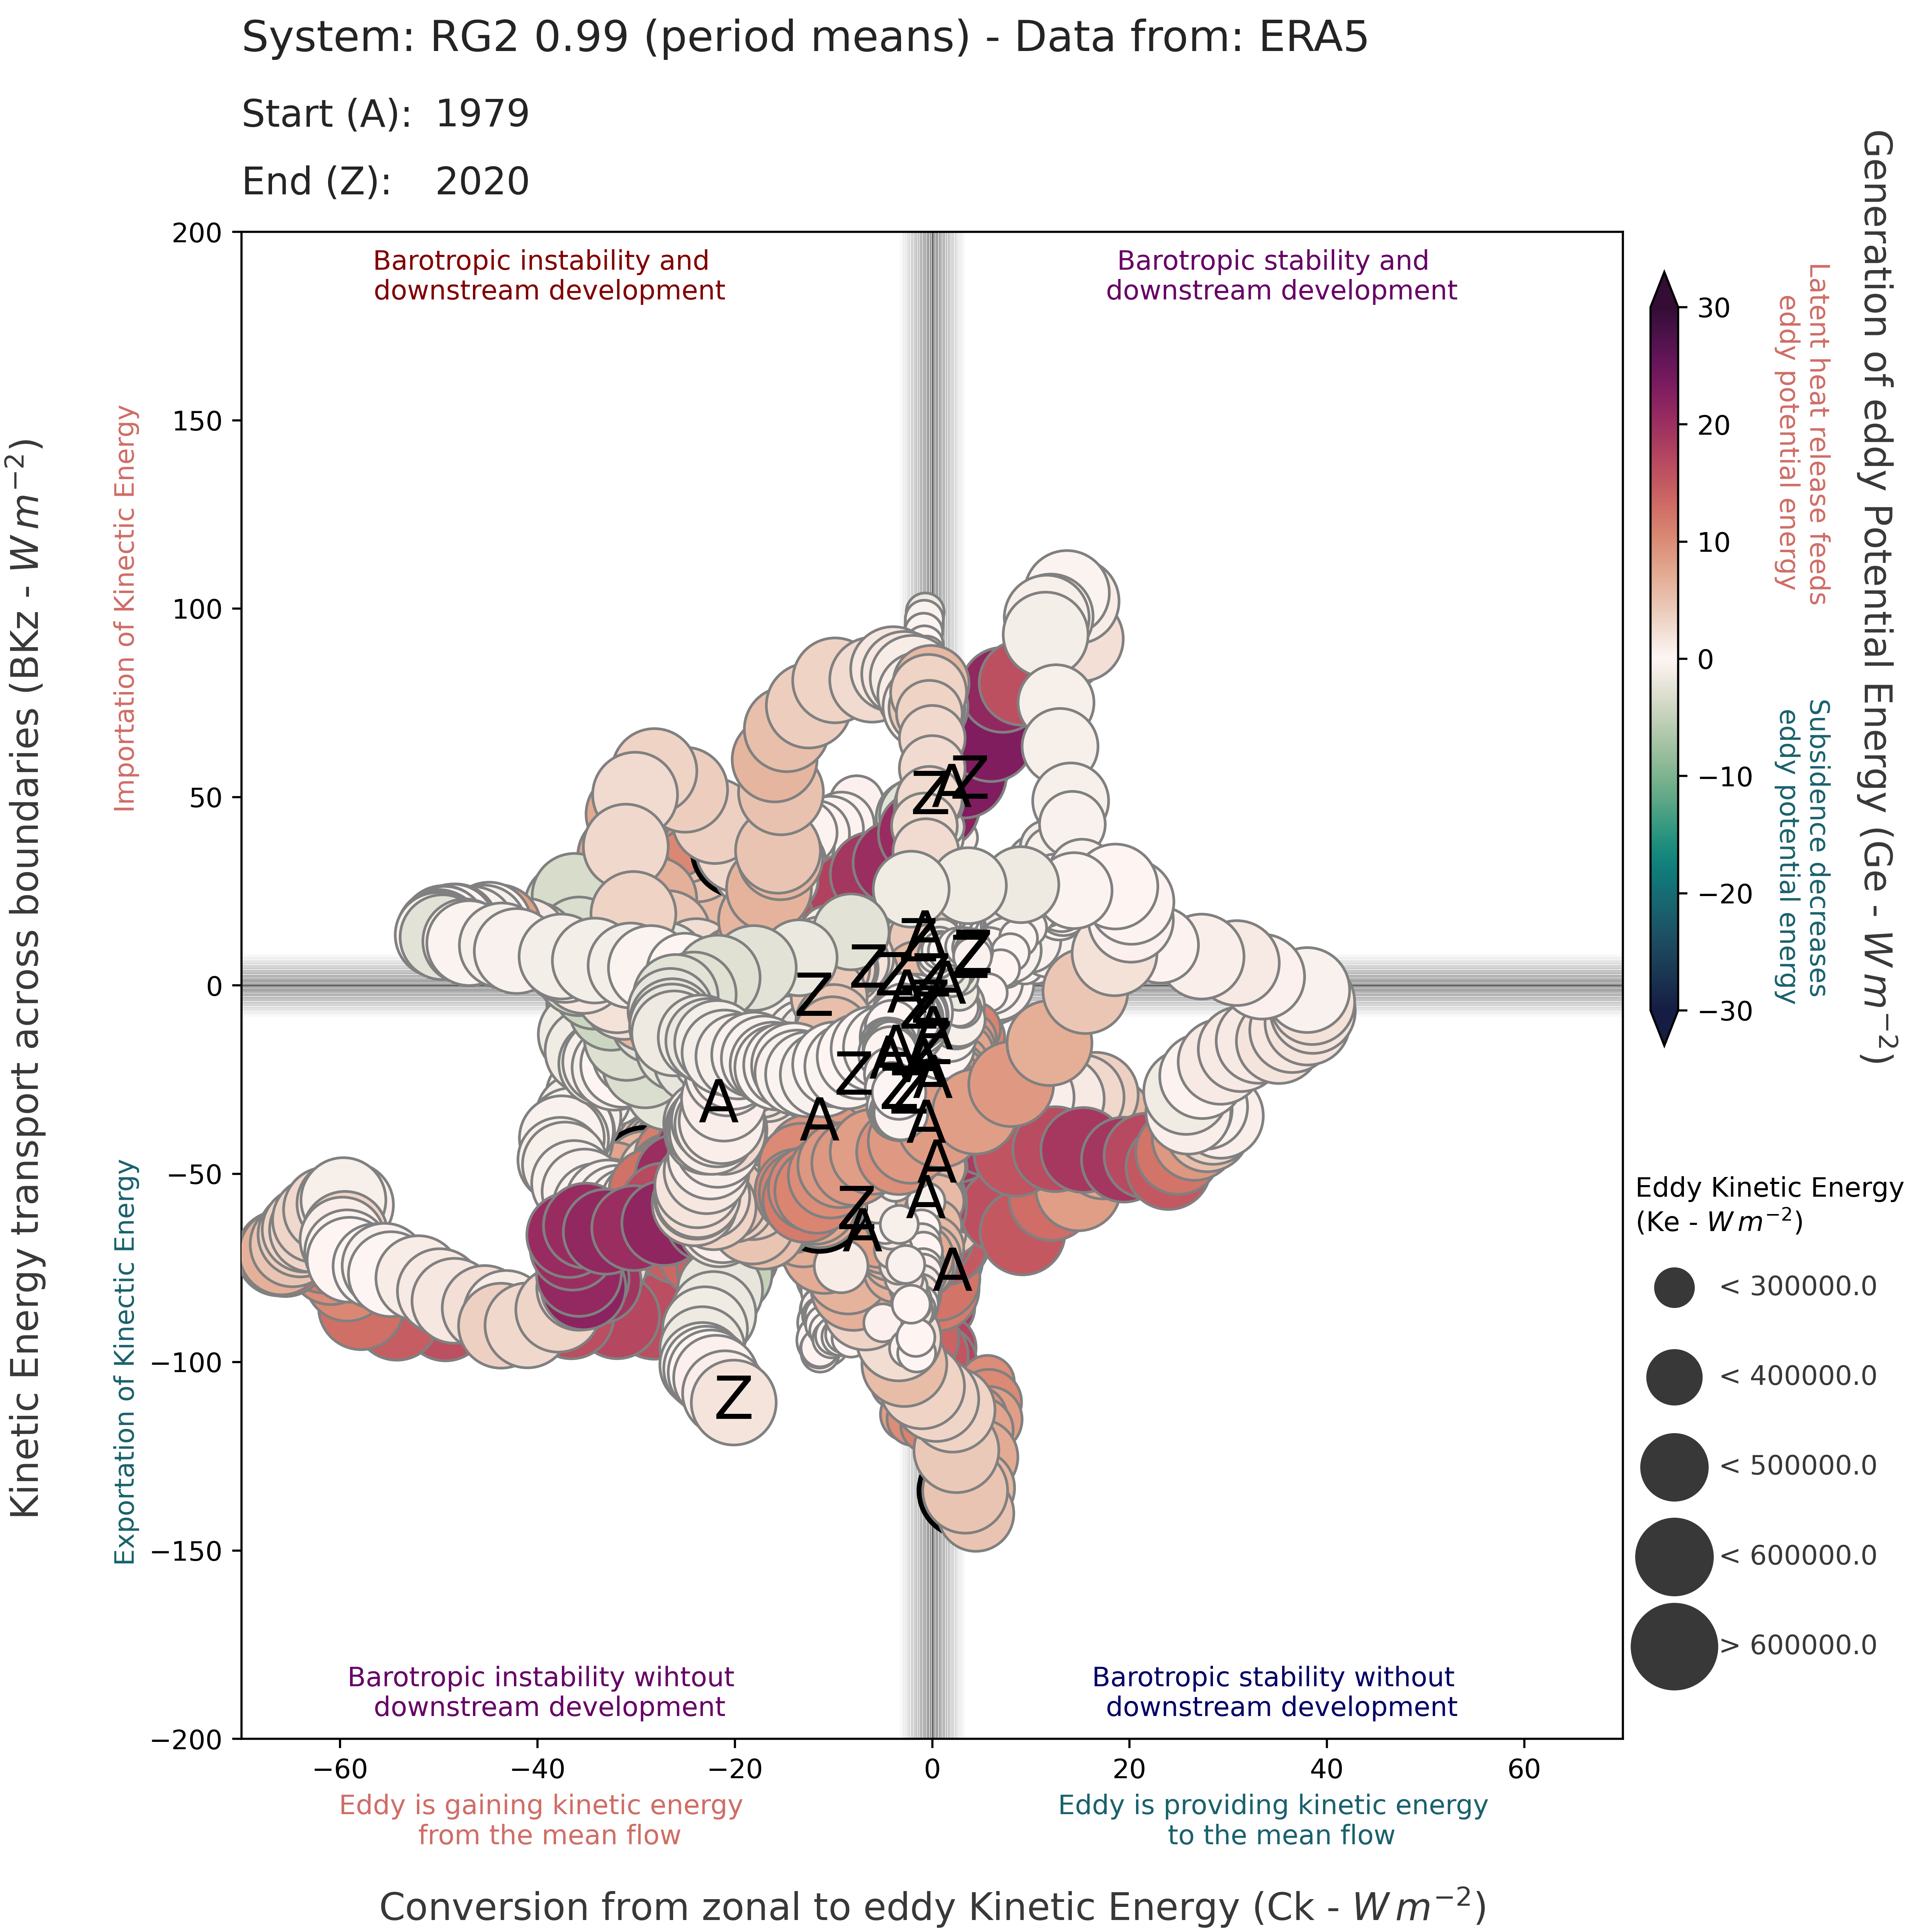 System: RG2 0.99 (period means) - Data from: ERA5
Start (A): 1979
End (Z): 2020
Kinectic Energy transport across boundaries (BKz - W m⁻²)
Importation of Kinectic Energy
Exportation of Kinectic Energy
200
150
100
50
0
−50
−100
−150
−200
Barotropic instability and
downstream development
Barotropic stability and
downstream development
Z
A
Z
A
Z
Z
Z
A
A
Z
A
A
Z
A
A
A
A
Z
A
A
Z
Barotropic instability wihtout
downstream development
Barotropic stability without
downstream development
−60
−40
−20
0
20
40
60
Eddy is gaining kinetic energy
from the mean flow
Eddy is providing kinetic energy
to the mean flow
Conversion from zonal to eddy Kinetic Energy (Ck - W m⁻²)
30
20
10
0
−10
−20
−30
Latent heat release feeds
eddy potential energy
Subsidence decreases
eddy potential energy
Generation of eddy Potential Energy (Ge - W m⁻²)
Eddy Kinect Energy
(Ke - W m⁻²)
< 300000.0
< 400000.0
< 500000.0
< 600000.0
> 600000.0